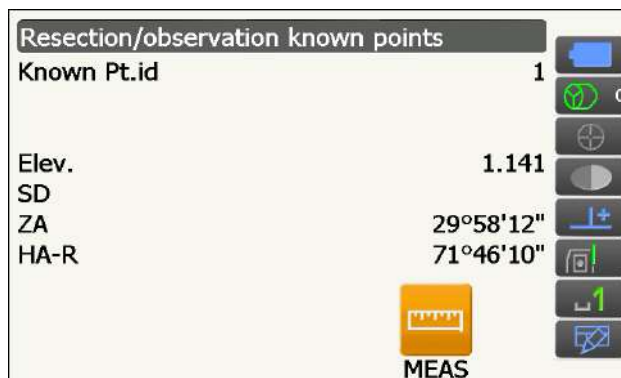 Resection/observation known points
Known Pt.id 1
Elev. 1.141
SD
ZA 29°58'12"
HA-R 71°46'10"
MEAS
1